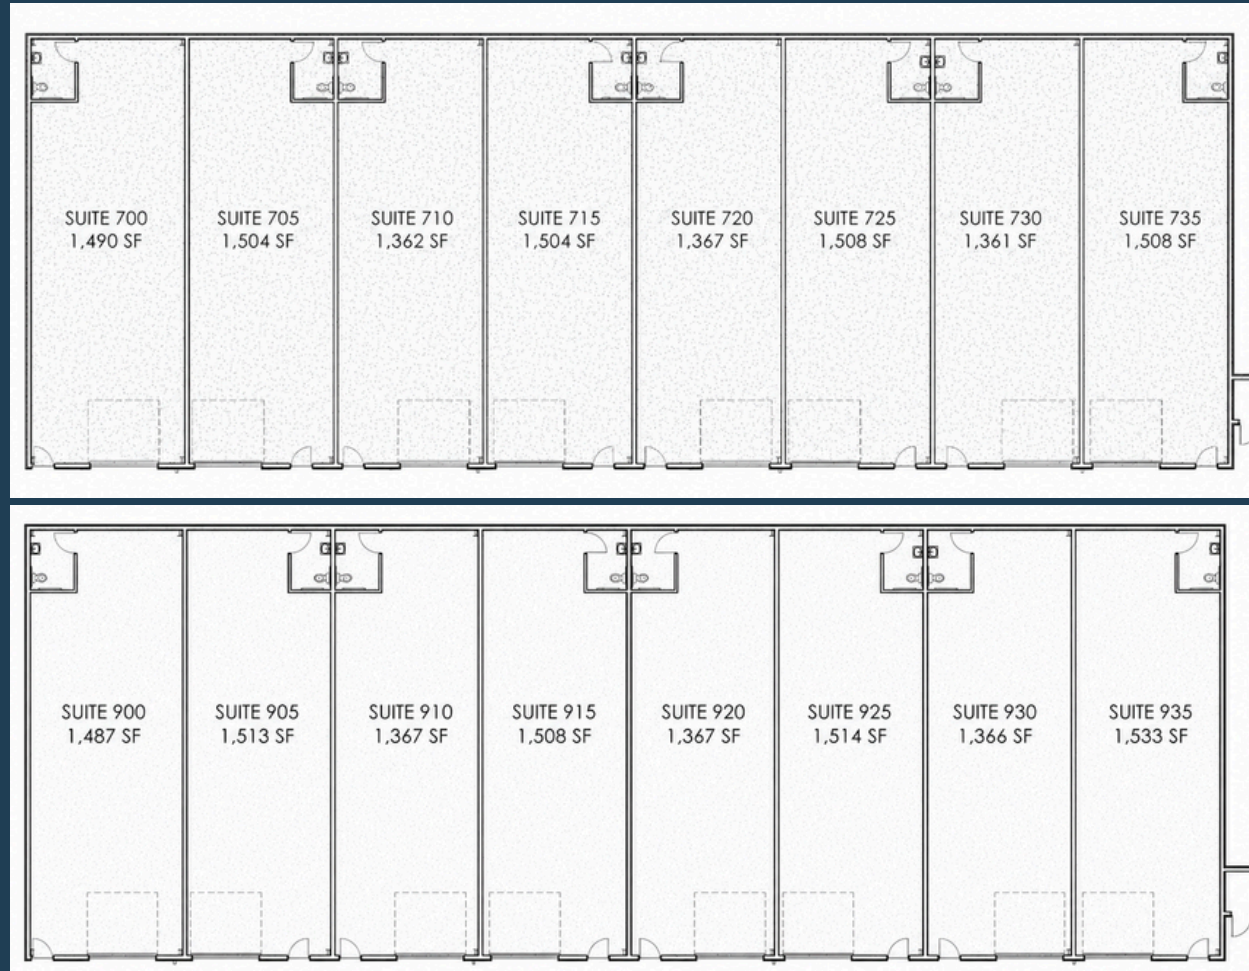 SUITE 700
1,490 SF
SUITE 705
1,504 SF
SUITE 710
1,362 SF
SUITE 715
1,504 SF
SUITE 720
1,367 SF
SUITE 725
1,508 SF
SUITE 730
1,361 SF
SUITE 735
1,508 SF
SUITE 900
1,487 SF
SUITE 905
1,513 SF
SUITE 910
1,367 SF
SUITE 915
1,508 SF
SUITE 920
1,367 SF
SUITE 925
1,514 SF
SUITE 930
1,366 SF
SUITE 935
1,533 SF